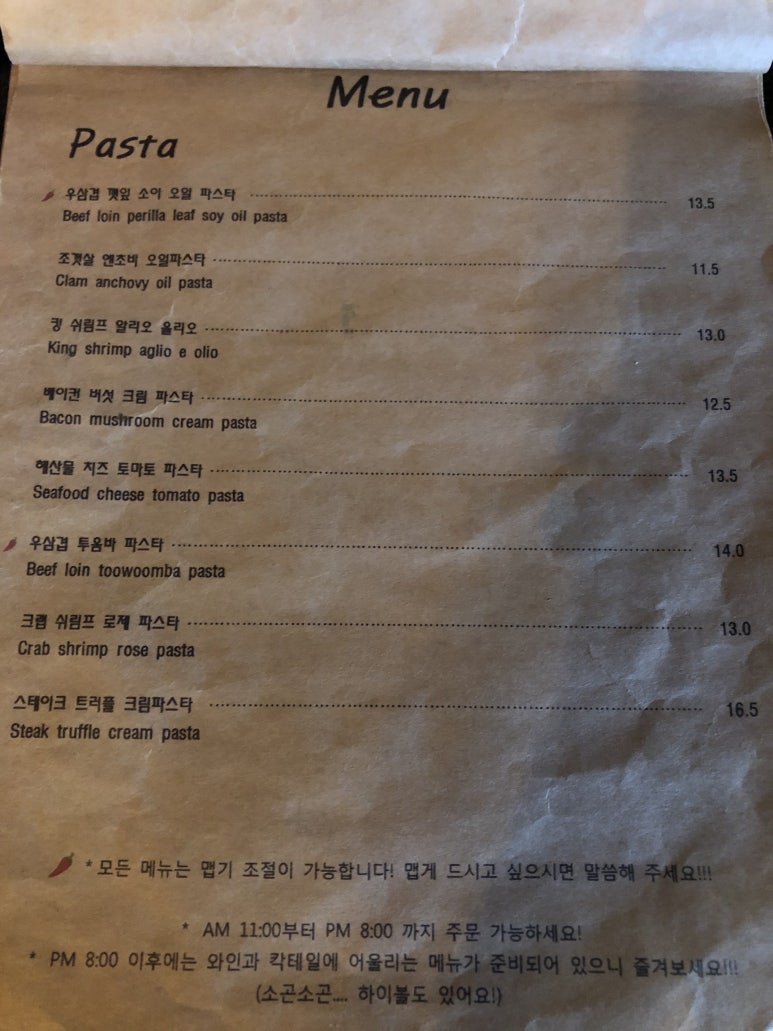 Menu
Pasta
우삼겹 깻잎 소이 오일 파스타 13.5
Beef loin perilla leaf soy oil pasta
조갯살 엔초비 오일파스타 11.5
Clam anchovy oil pasta
킹 쉬림프 알리오 올리오 13.0
King shrimp aglio e olio
베이컨 버섯 크림 파스타 12.5
Bacon mushroom cream pasta
해산물 치즈 토마토 파스타 13.5
Seafood cheese tomato pasta
우삼겹 투움바 파스타 14.0
Beef loin toowoomba pasta
크랩 쉬림프 로제 파스타 13.0
Crab shrimp rose pasta
스테이크 트러플 크림파스타 16.5
Steak truffle cream pasta
*모든 메뉴는 맵기 조절이 가능합니다! 맵게 드시고 싶으시면 말씀해 주세요!!!
* AM 11:00부터 PM 8:00 까지 주문 가능하세요!
* PM 8:00 이후에는 와인과 칵테일에 어울리는 메뉴가 준비되어 있으니 즐겨보세요!!!
(소곤소곤.... 하이볼도 있어요!)